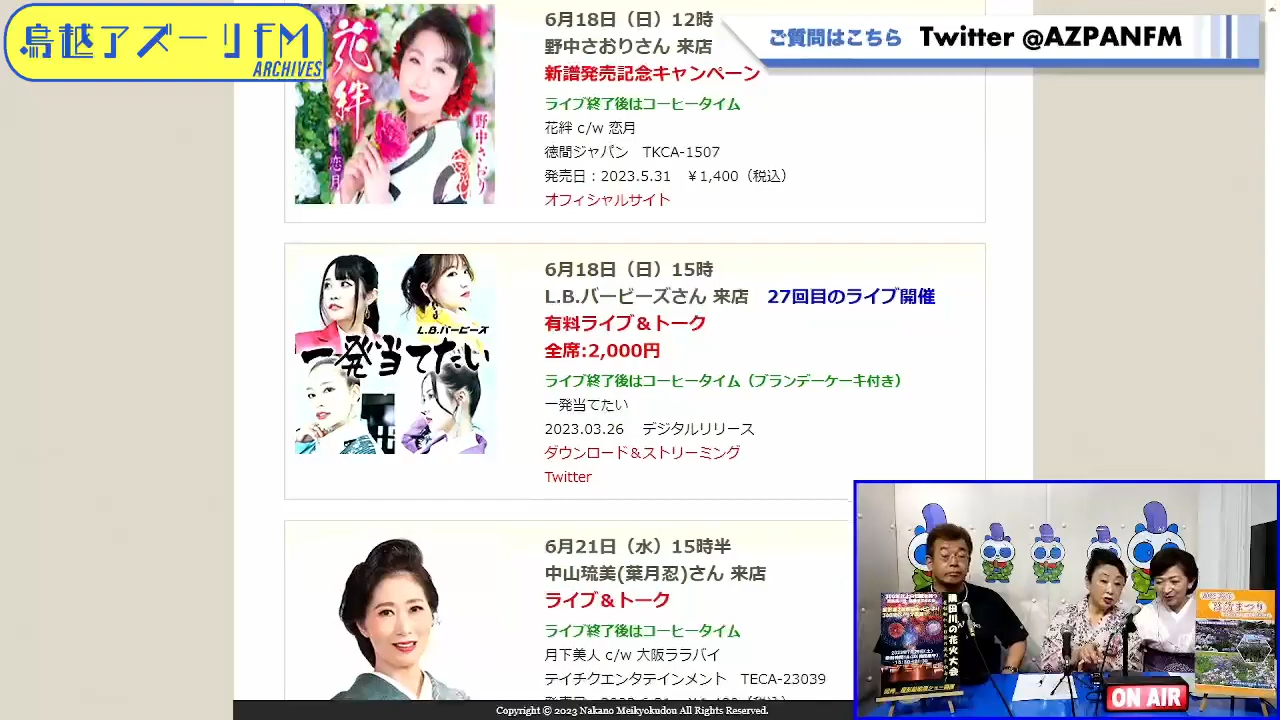 鳥越アズーリFM
ARCHIVES
ご質問はこちら Twitter @AZPANFM
花絆
恋月
野中さおり
6月18日（日）12時
野中さおりさん 来店
新譜発売記念キャンペーン
ライブ終了後はコーヒータイム
花絆 c/w 恋月
徳間ジャパン TKCA-1507
発売日：2023.5.31 ￥1,400（税込）
オフィシャルサイト
L.B.バービーズ
一発当てたい
6月18日（日）15時
L.B.バービーズさん 来店 27回目のライブ開催
有料ライブ＆トーク
全席:2,000円
ライブ終了後はコーヒータイム（ブランデーケーキ付き）
一発当てたい
2023.03.26 デジタルリリース
ダウンロード＆ストリーミング
Twitter
6月21日（水）15時半
中山琉美(葉月忍)さん 来店
ライブ＆トーク
ライブ終了後はコーヒータイム
月下美人 c/w 大阪ララバイ
テイチクエンタテインメント TECA-23039
Copyright © 2023 Nakano Meikyokudou All Rights Reserved.
隅田川の花火大会
ON AIR